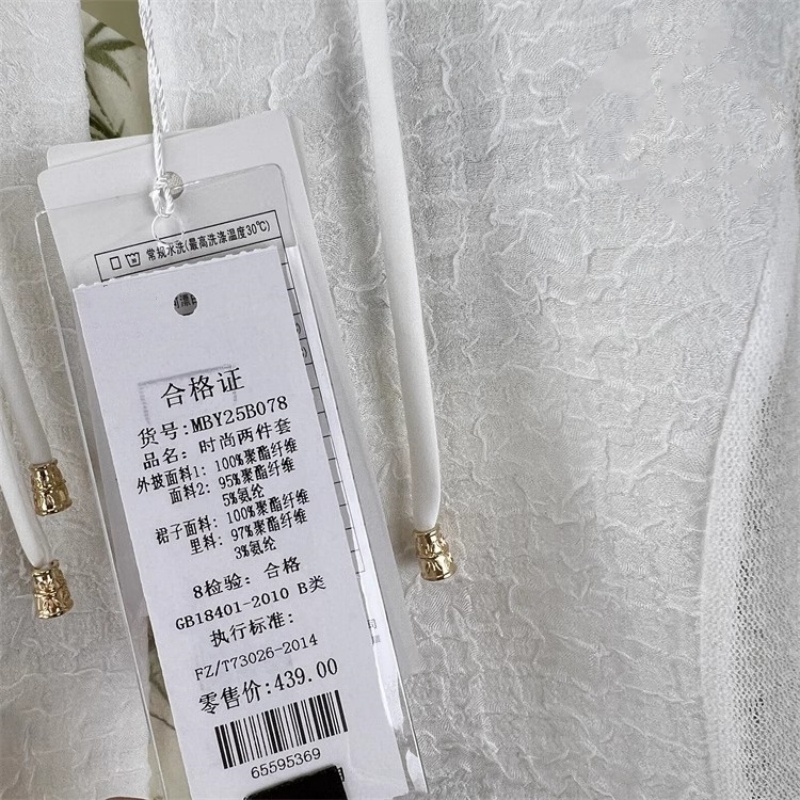 常规水洗(最高洗涤温度30℃)
合格证
货号:MBY25B078
品名: 时尚两件套
外披面料1: 100%聚酯纤维
面料2: 95%聚酯纤维
5%氨纶
裙子面料: 100%聚酯纤维
里料: 97%聚酯纤维
3%氨纶
8检验: 合格
GB18401-2010 B类
执行标准:
FZ/T73026-2014
零售价:439.00
65595369